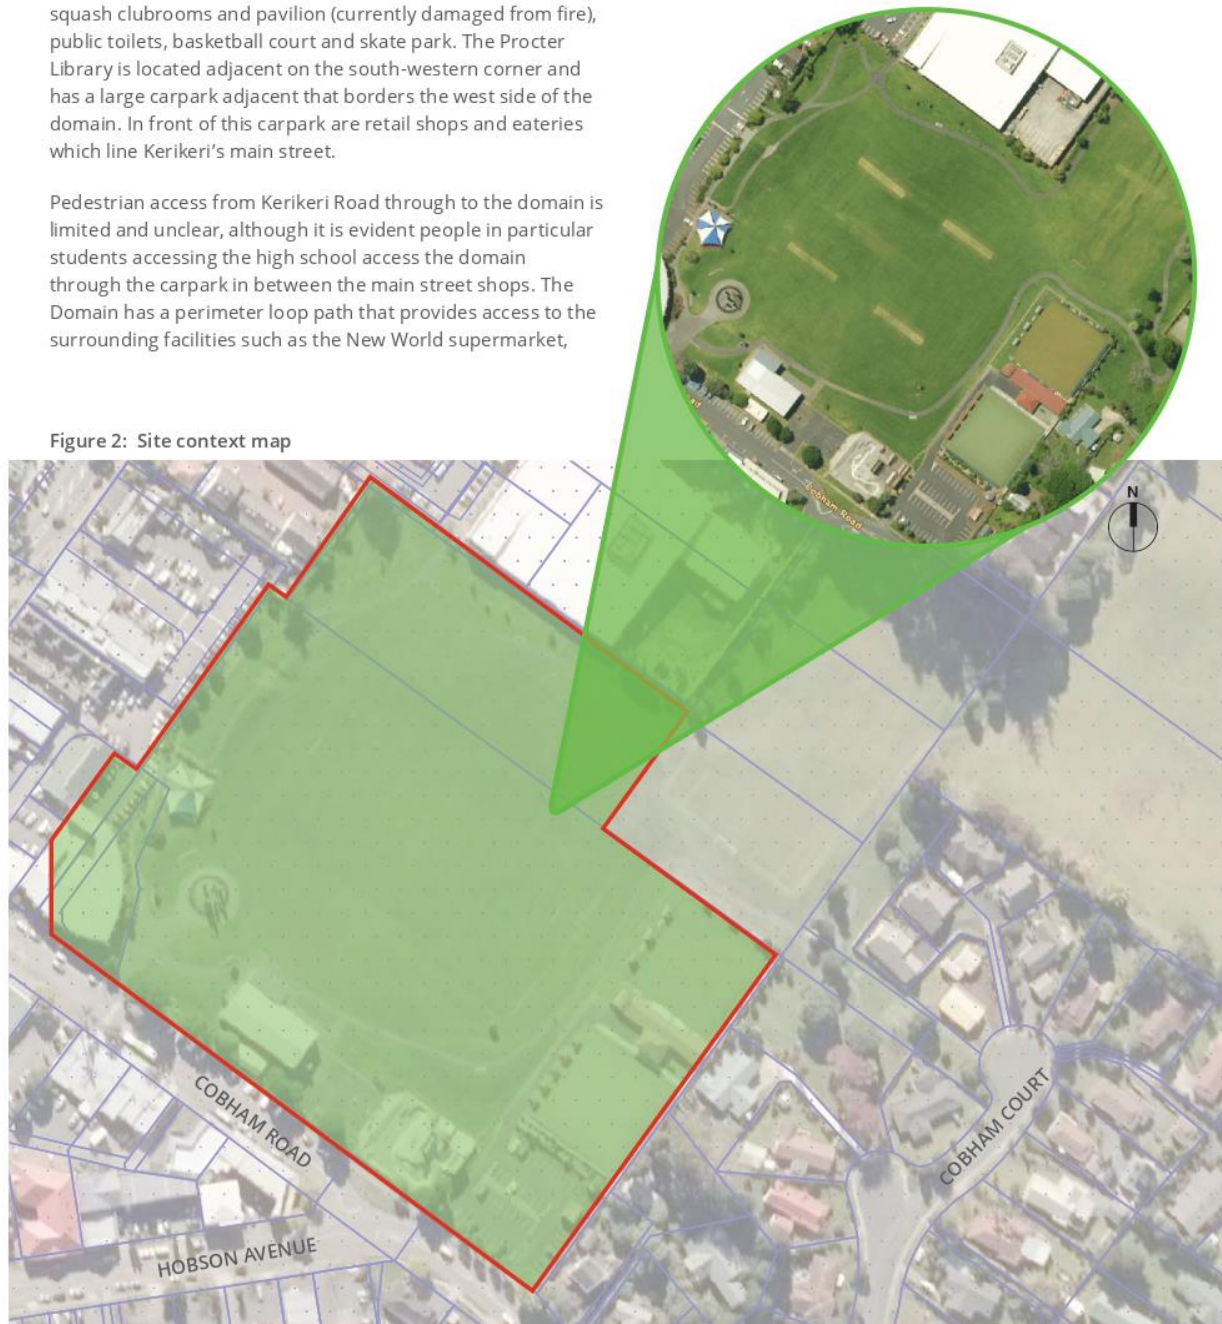 squash clubrooms and pavilion (currently damaged from fire),
public toilets, basketball court and skate park. The Procter
Library is located adjacent on the south-western corner and
has a large carpark adjacent that borders the west side of the
domain. In front of this carpark are retail shops and eateries
which line Kerikeri’s main street.
Pedestrian access from Kerikeri Road through to the domain is
limited and unclear, although it is evident people in particular
students accessing the high school access the domain
through the carpark in between the main street shops. The
Domain has a perimeter loop path that provides access to the
surrounding facilities such as the New World supermarket,
ad
Cobham Road
Figure 2: Site context map
N
COBHAM ROAD
COBHAM COURT
HOBSON AVENUE